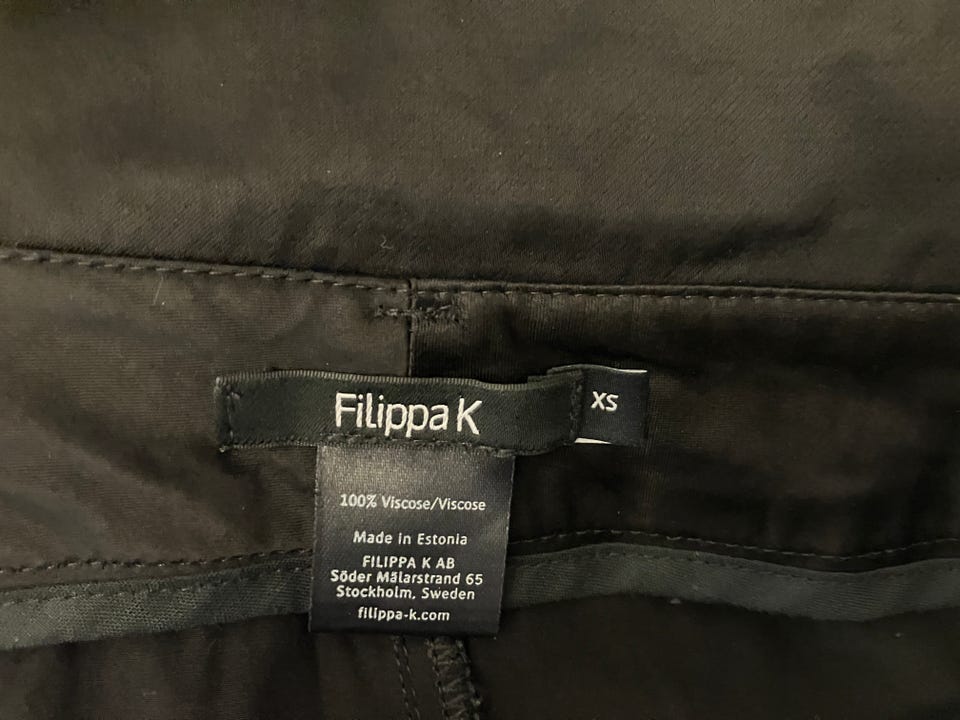 Filippa K
XS
100% Viscose/Viscose
Made in Estonia
FILIPPA K AB
Söder Mälarstrand 65
Stockholm, Sweden
filippa-k.com